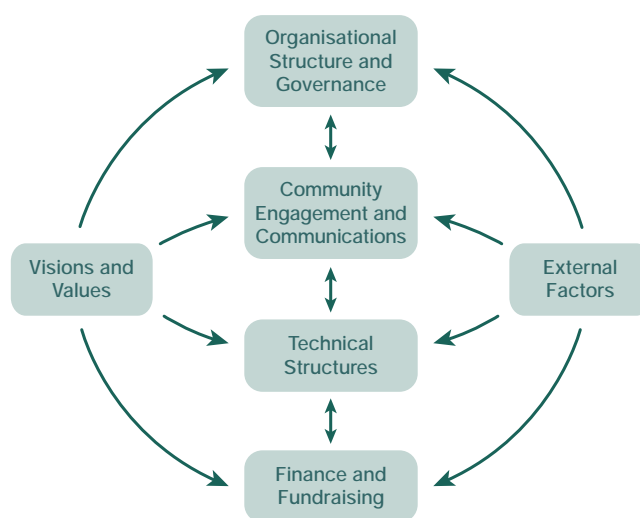 Organisational
Structure and
Governance
Community
Engagement and
Communications
Visions and
Values
External
Factors
Technical
Structures
Finance and
Fundraising